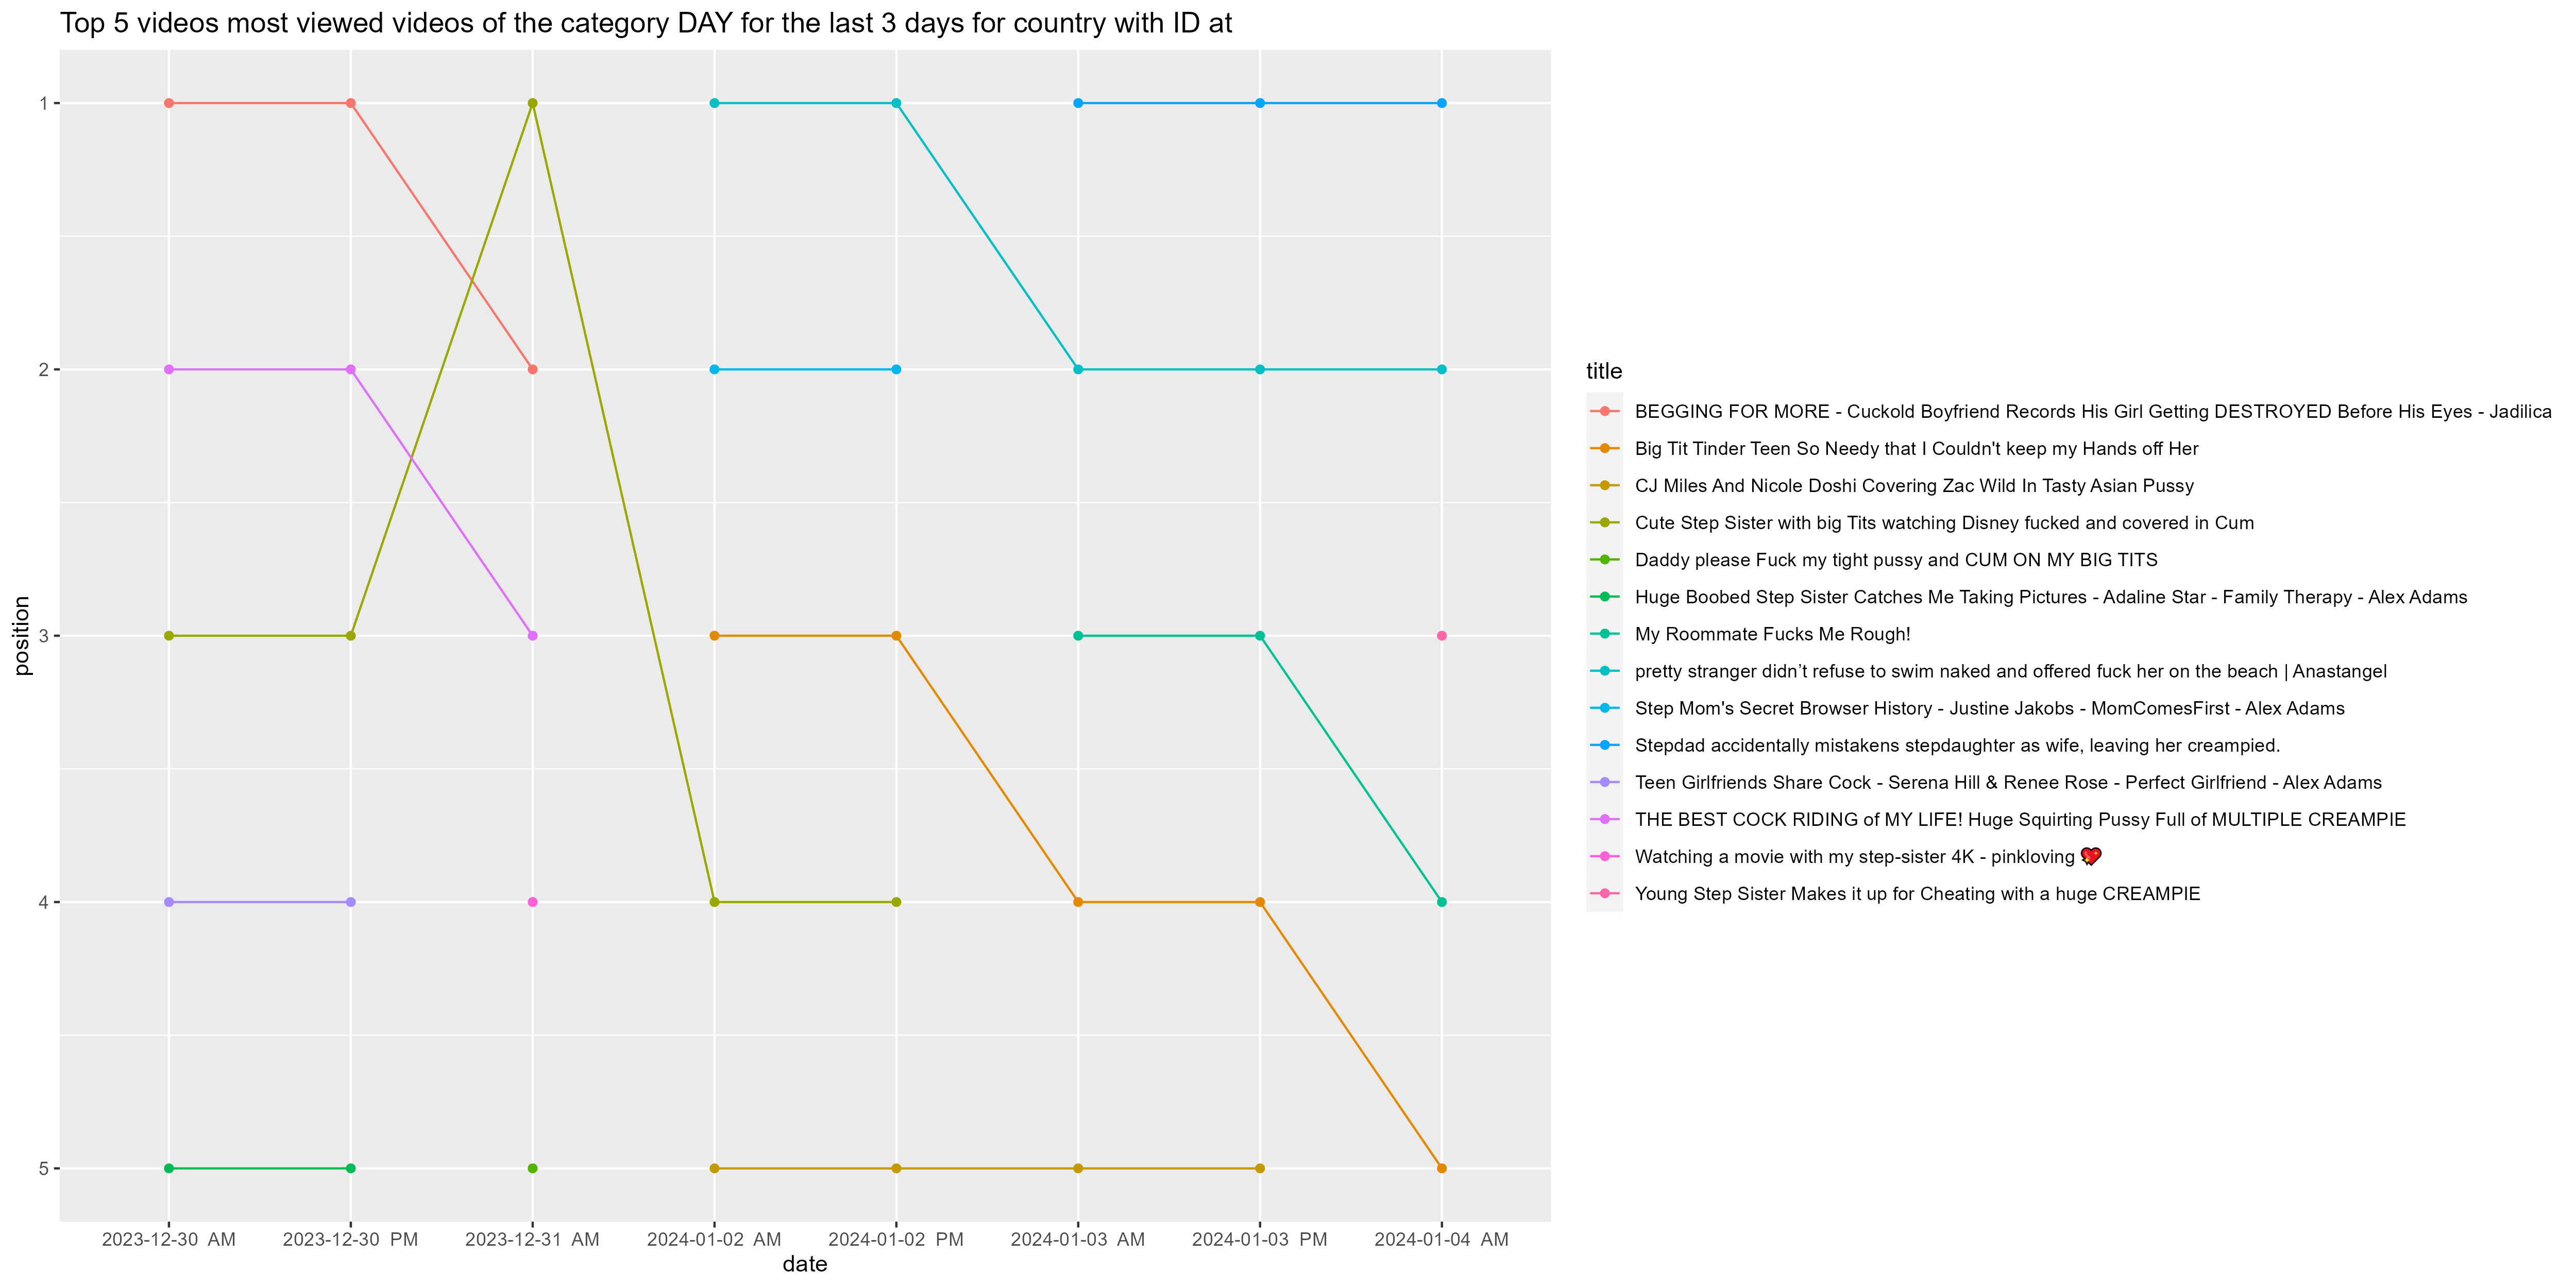 Top 5 videos most viewed videos of the category DAY for the last 3 days for country with ID at
position
1
2
3
4
5
2023-12-30 AM
2023-12-30 PM
2023-12-31 AM
2024-01-02 AM
2024-01-02 PM
2024-01-03 AM
2024-01-03 PM
2024-01-04 AM
date
title
BEGGING FOR MORE - Cuckold Boyfriend Records His Girl Getting DESTROYED Before His Eyes - Jadilica
Big Tit Tinder Teen So Needy that I Couldn't keep my Hands off Her
CJ Miles And Nicole Doshi Covering Zac Wild In Tasty Asian Pussy
Cute Step Sister with big Tits watching Disney fucked and covered in Cum
Daddy please Fuck my tight pussy and CUM ON MY BIG TITS
Huge Boobed Step Sister Catches Me Taking Pictures - Adaline Star - Family Therapy - Alex Adams
My Roommate Fucks Me Rough!
pretty stranger didn’t refuse to swim naked and offered fuck her on the beach | Anastangel
Step Mom's Secret Browser History - Justine Jakobs - MomComesFirst - Alex Adams
Stepdad accidentally mistakens stepdaughter as wife, leaving her creampied.
Teen Girlfriends Share Cock - Serena Hill & Renee Rose - Perfect Girlfriend - Alex Adams
THE BEST COCK RIDING of MY LIFE! Huge Squirting Pussy Full of MULTIPLE CREAMPIE
Watching a movie with my step-sister 4K - pinkloving 💖
Young Step Sister Makes it up for Cheating with a huge CREAMPIE